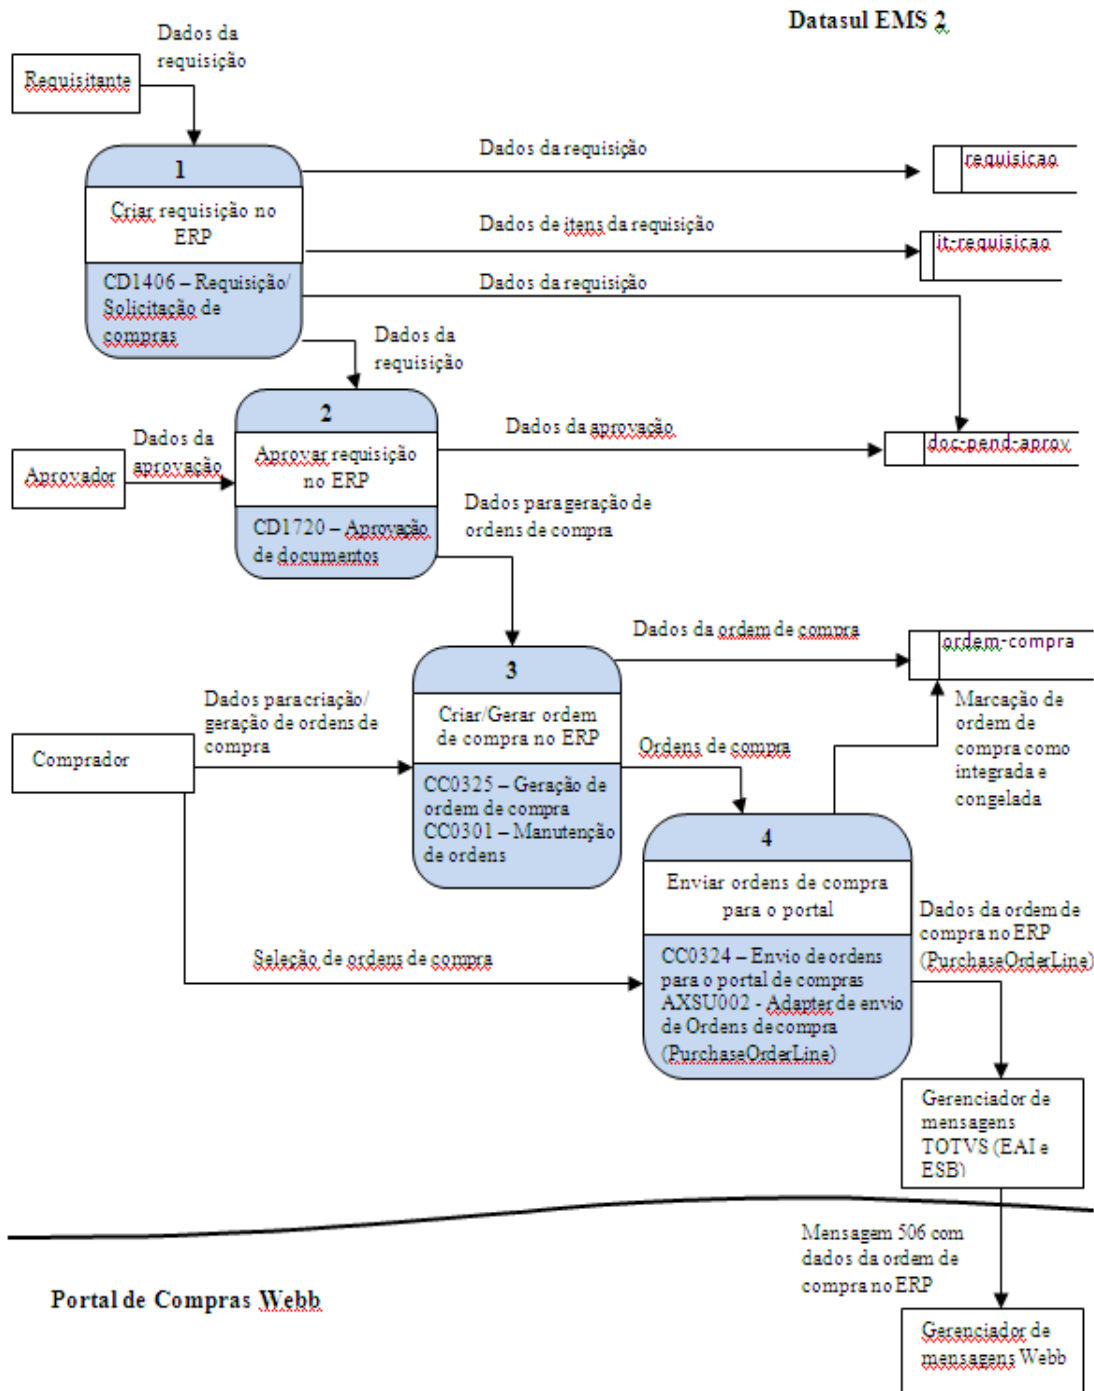 Datasul EMS 2
Dados da
requisição
Requisitante
1
Criar requisição no
ERP
CD1406 – Requisição/
Solicitação de
compras
Dados da requisição
requisicao
Dados de itens da requisição
it-requisicao
Dados da requisição
Dados da
requisição
2
Aprovar requisição
no ERP
CD1720 – Aprovação
de documentos
Dados da
aprovação
Aprovador
Dados da aprovação
doc-pend-aprov
Dados para geração de
ordens de compra
3
Criar/Gerar ordem
de compra no ERP
CC0325 – Geração de
ordem de compra
CC0301 – Manutenção
de ordens
Dados da ordem de compra
ordem-compra
Dados para criação/
geração de ordens de
compra
Comprador
Ordens de compra
Marcação de
ordem de
compra como
integrada e
congelada
4
Enviar ordens de compra
para o portal
CC0324 – Envio de ordens
para o portal de compras
AXSU002 - Adapter de envio
de Ordens de compra
(PurchaseOrderLine)
Seleção de ordens de compra
Dados da ordem de
compra no ERP
(PurchaseOrderLine)
Gerenciador de
mensagens
TOTVS (EAI e
ESB)
Mensagem 506 com
dados da ordem de
compra no ERP
Portal de Compras Webb
Gerenciador de
mensagens Webb